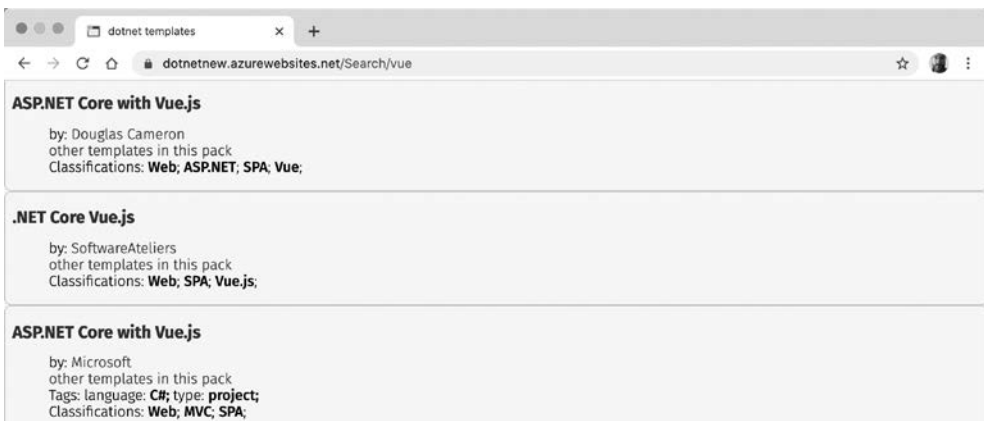 dotnet templates
dotnetnew.azurewebsites.net/Search/vue
ASP.NET Core with Vue.js
by: Douglas Cameron
other templates in this pack
Classifications: Web; ASP.NET; SPA; Vue;
.NET Core Vue.js
by: SoftwareAteliers
other templates in this pack
Classifications: Web; SPA; Vue.js;
ASP.NET Core with Vue.js
by: Microsoft
other templates in this pack
Tags: language: C#; type: project;
Classifications: Web; MVC; SPA;